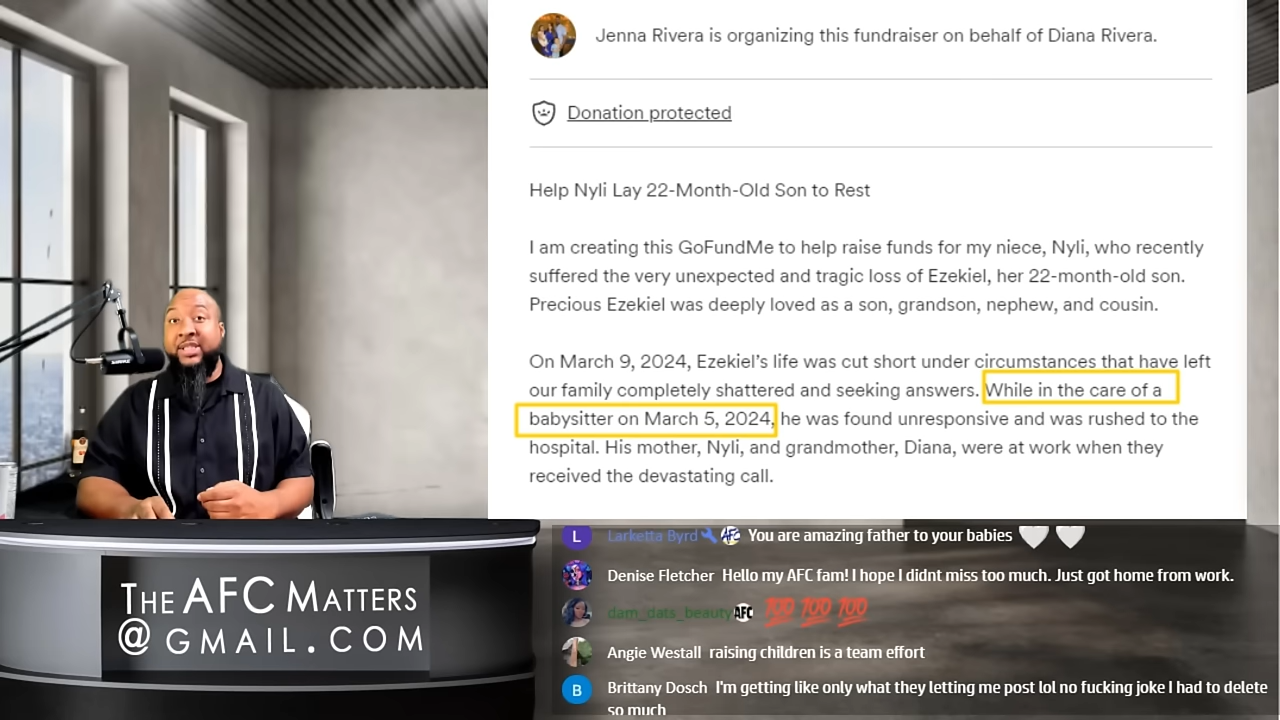 Jenna Rivera is organizing this fundraiser on behalf of Diana Rivera.
Donation protected
Help Nyli Lay 22-Month-Old Son to Rest
I am creating this GoFundMe to help raise funds for my niece, Nyli, who recently
suffered the very unexpected and tragic loss of Ezekiel, her 22-month-old son.
Precious Ezekiel was deeply loved as a son, grandson, nephew, and cousin.
On March 9, 2024, Ezekiel's life was cut short under circumstances that have left
our family completely shattered and seeking answers. While in the care of a
babysitter on March 5, 2024, he was found unresponsive and was rushed to the
hospital. His mother, Nyli, and grandmother, Diana, were at work when they
received the devastating call.
THE AFC MATTERS
@GMAIL.COM
L Larketta Byrd AFC You are amazing father to your babies 🤍 🤍
Denise Fletcher Hello my AFC fam! I hope I didnt miss too much. Just got home from work.
dam_dats_beauty AFC 💯 💯 💯
Angie Westall raising children is a team effort
B Brittany Dosch I'm getting like only what they letting me post lol no fucking joke I had to delete
so much